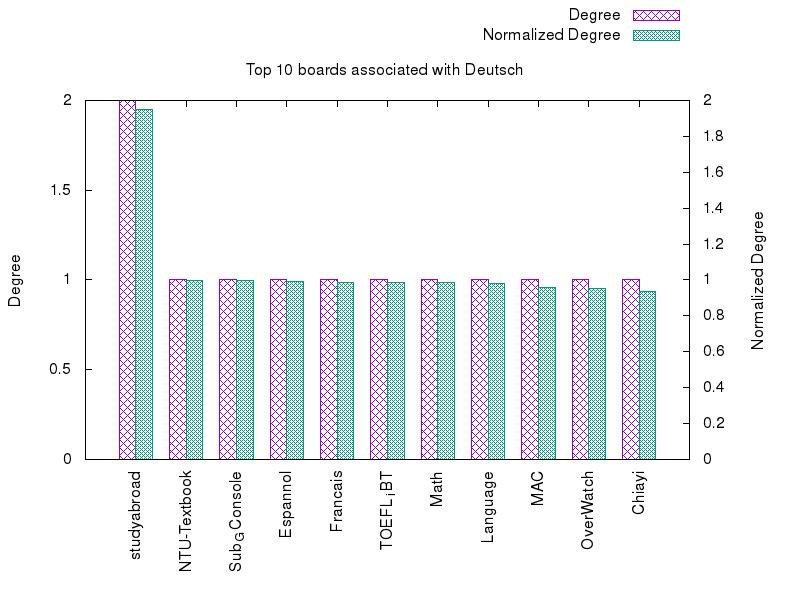 Degree
Normalized Degree
Top 10 boards associated with Deutsch
2
1.5
1
0.5
0
Degree
2
1.8
1.6
1.4
1.2
1
0.8
0.6
0.4
0.2
0
Normalized Degree
studyabroad
NTU-Textbook
SubGConsole
Espannol
Francais
TOEFLiBT
Math
Language
MAC
OverWatch
Chiayi